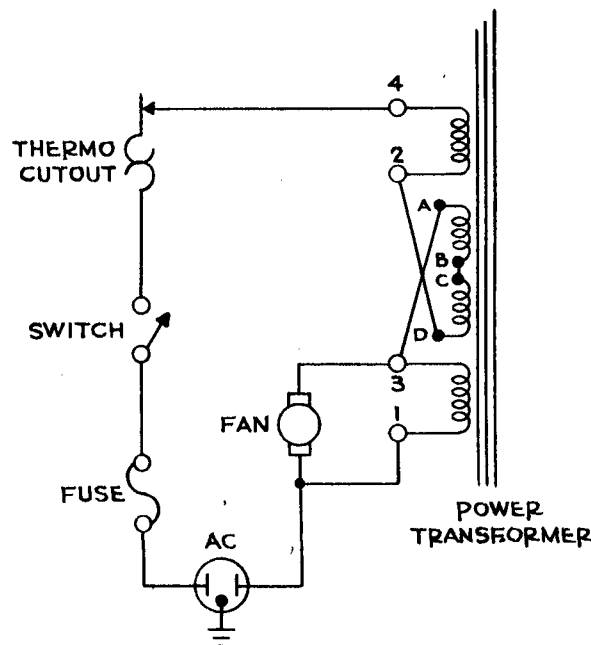 4
THERMO
CUTOUT
2
A
B
C
SWITCH
D
3
FAN
1
FUSE
POWER
TRANSFORMER
AC